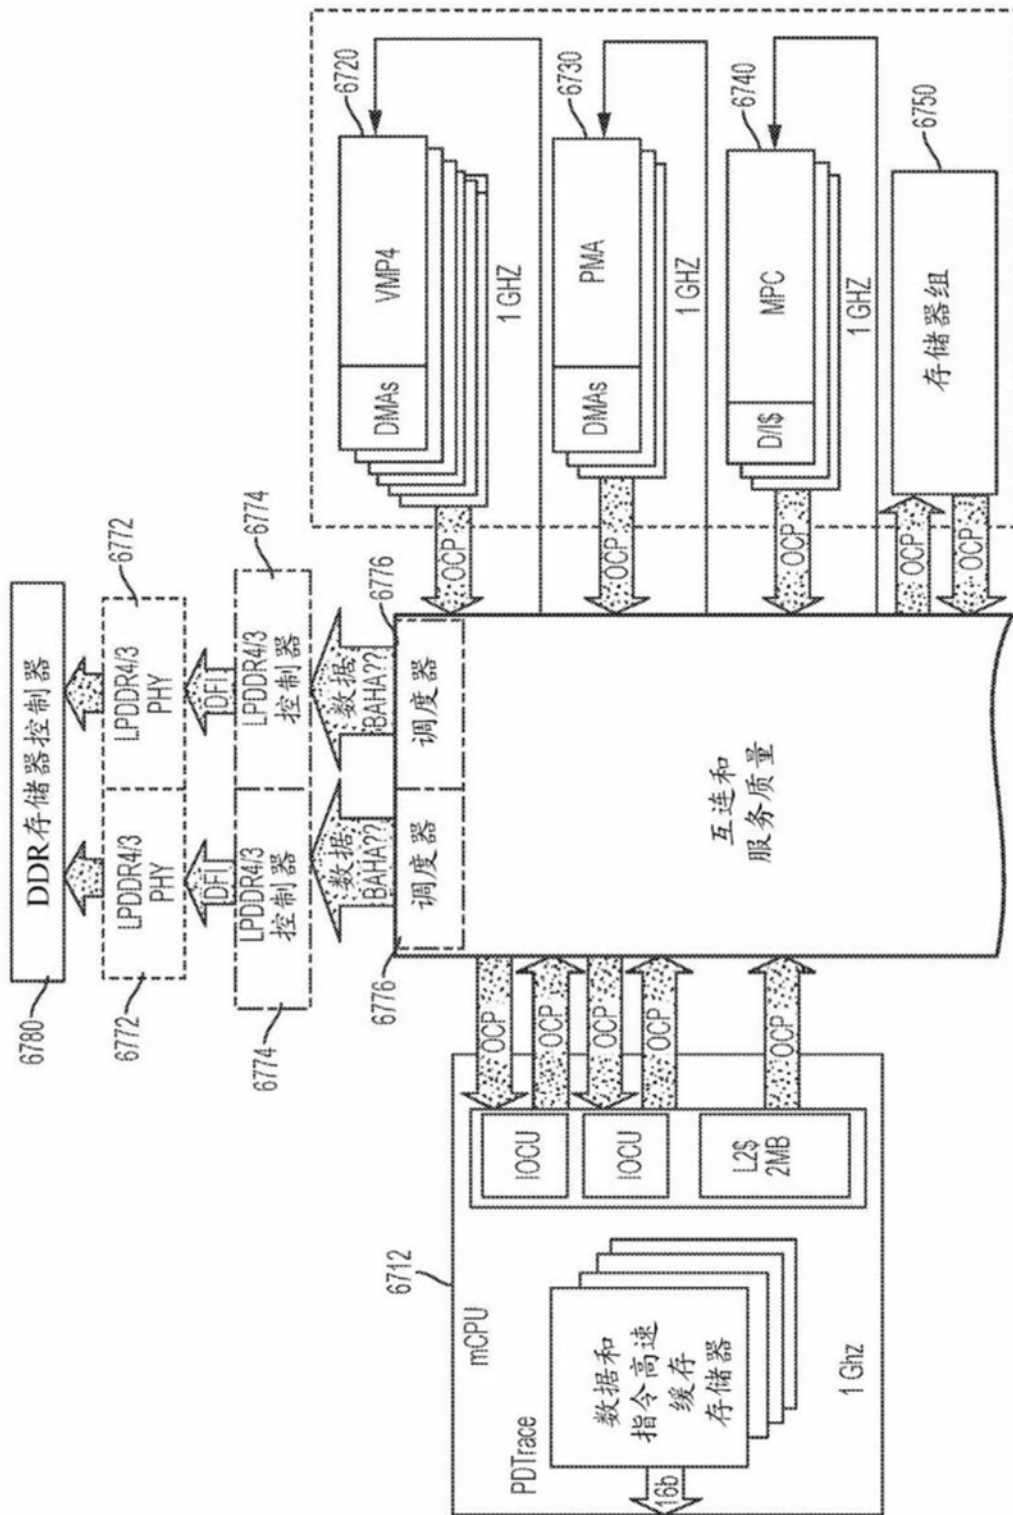 6780
DDR存储器控制器
6772
LPDDR4/3
PHY
LPDDR4/3
PHY
6772
DFI
DFI
6774
LPDDR4/3
控制器
LPDDR4/3
控制器
6774
数据
BAHA??
数据
BAHA??
6776
调度器
调度器
6776
互连和
服务质量
6712
mCPU
PDTrace
数据和
指令高速
缓存
存储器
16b
1 Ghz
IOCU
IOCU
L2$
2MB
OCP
OCP
OCP
OCP
OCP
OCP
DMAs
VMP4
6720
1 GHZ
OCP
DMAs
PMA
6730
1 GHZ
OCP
D/I$
MPC
6740
1 GHZ
OCP
OCP
存储器组
6750